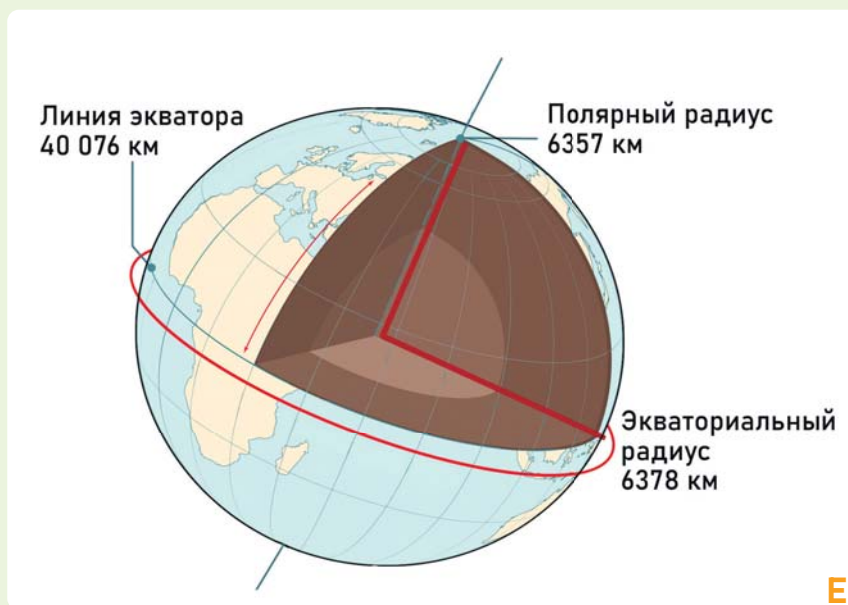 Линия экватора
40 076 км
Полярный радиус
6357 км
Экваториальный
радиус
6378 км
E